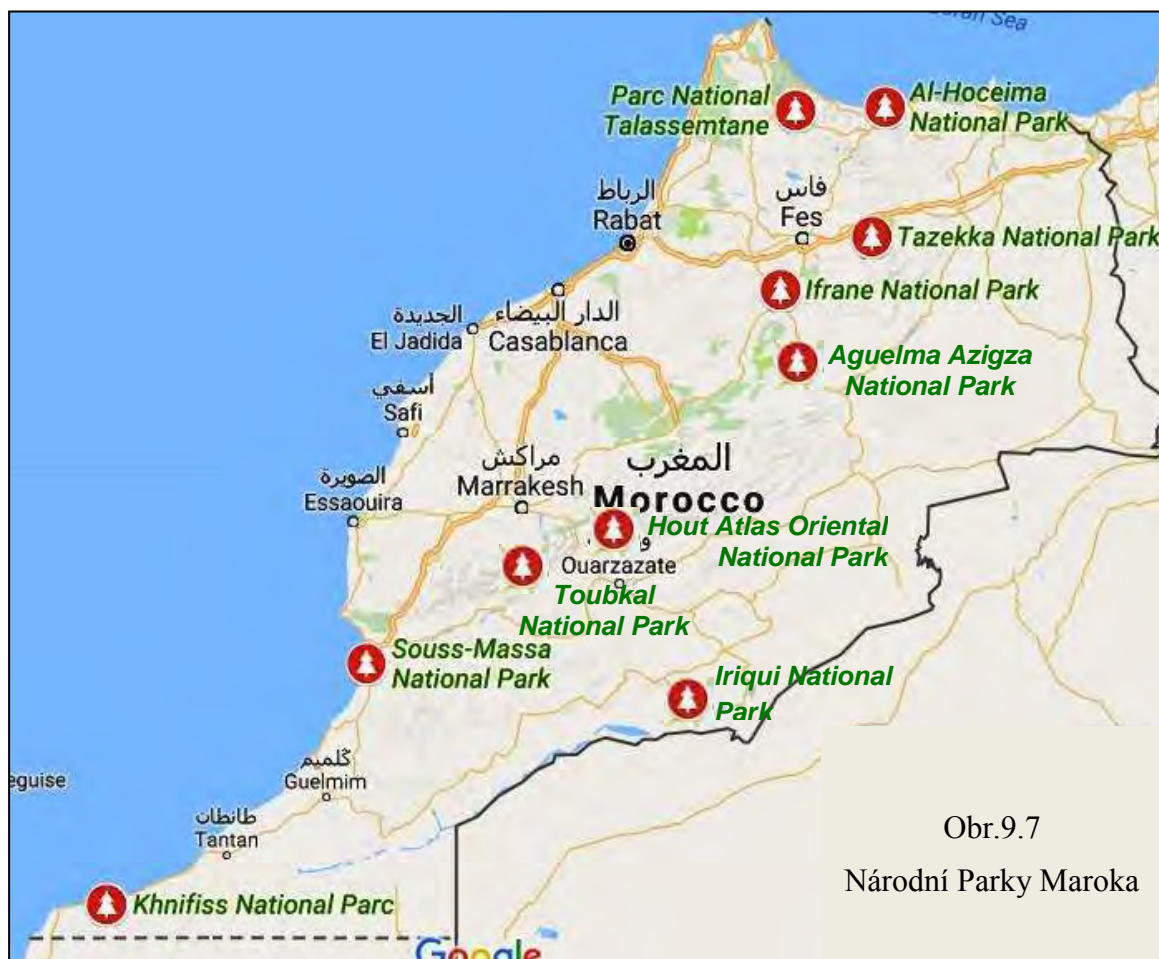 Parc National
Talassemtane
Al-Hoceima
National Park
الرباط
Rabat
فاس
Fes
Tazekka National Park
Ifrane National Park
الدار البيضاء
Casablanca
الجديدة
El Jadida
Aguelma Azigza
National Park
آسفي
Safi
مراكش
Marrakesh
المغرب
Morocco
الصويرة
Essaouira
Hout Atlas Oriental
National Park
Ouarzazate
Toubkal
National Park
Souss-Massa
National Park
Iriqui National
Park
ڭلميم
Guelmim
eguise
طانطان
Tantan
Khnifiss National Parc
Google
Obr.9.7
Národní Parky Maroka